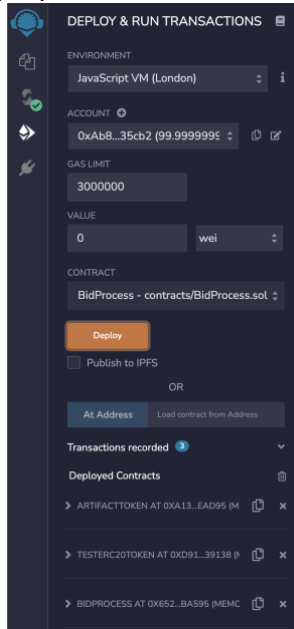 DEPLOY & RUN TRANSACTIONS
ENVIRONMENT
JavaScript VM (London)
i
ACCOUNT
0xAb8...35cb2 (99.9999999
GAS LIMIT
3000000
VALUE
0 wei
CONTRACT
BidProcess - contracts/BidProcess.sol
Deploy
Publish to IPFS
OR
At Address Load contract from Address
Transactions recorded 3
Deployed Contracts
ARTIFACTTOKEN AT 0XA13...EAD95 (M
TESTERC20TOKEN AT 0XD91...39138 (M
BIDPROCESS AT 0X652...BA595 (MEMO